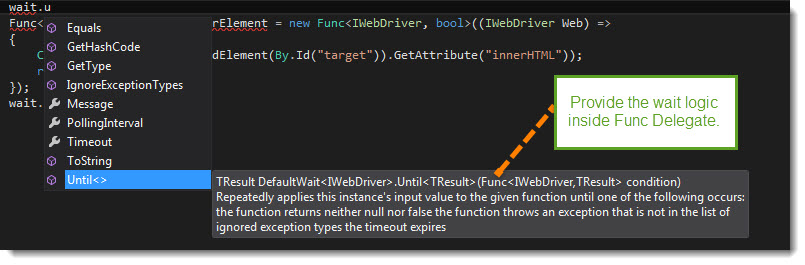 wait.u
Func< rElement = new Func<IWebDriver, bool>((IWebDriver Web) =>
{
C dElement(By.Id("target")).GetAttribute("innerHTML"));
r
});
wait.
Equals
GetHashCode
GetType
IgnoreExceptionTypes
Message
PollingInterval
Timeout
ToString
Until<>
Provide the wait logic
inside Func Delegate.
TResult DefaultWait<IWebDriver>.Until<TResult>(Func<IWebDriver,TResult> condition)
Repeatedly applies this instance's input value to the given function until one of the following occurs:
the function returns neither null nor false the function throws an exception that is not in the list of
ignored exception types the timeout expires